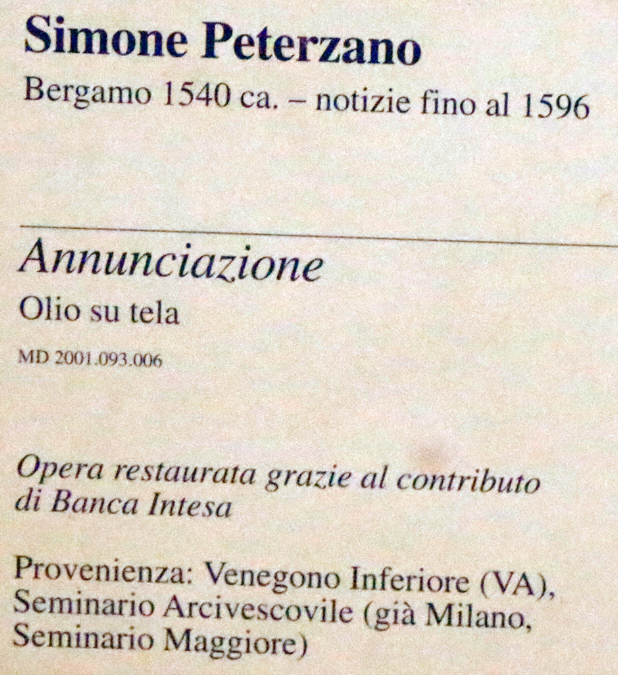 Simone Peterzano
Bergamo 1540 ca. – notizie fino al 1596
Annunciazione
Olio su tela
MD 2001.093.006
Opera restaurata grazie al contributo
di Banca Intesa
Provenienza: Venegono Inferiore (VA),
Seminario Arcivescovile (già Milano,
Seminario Maggiore)